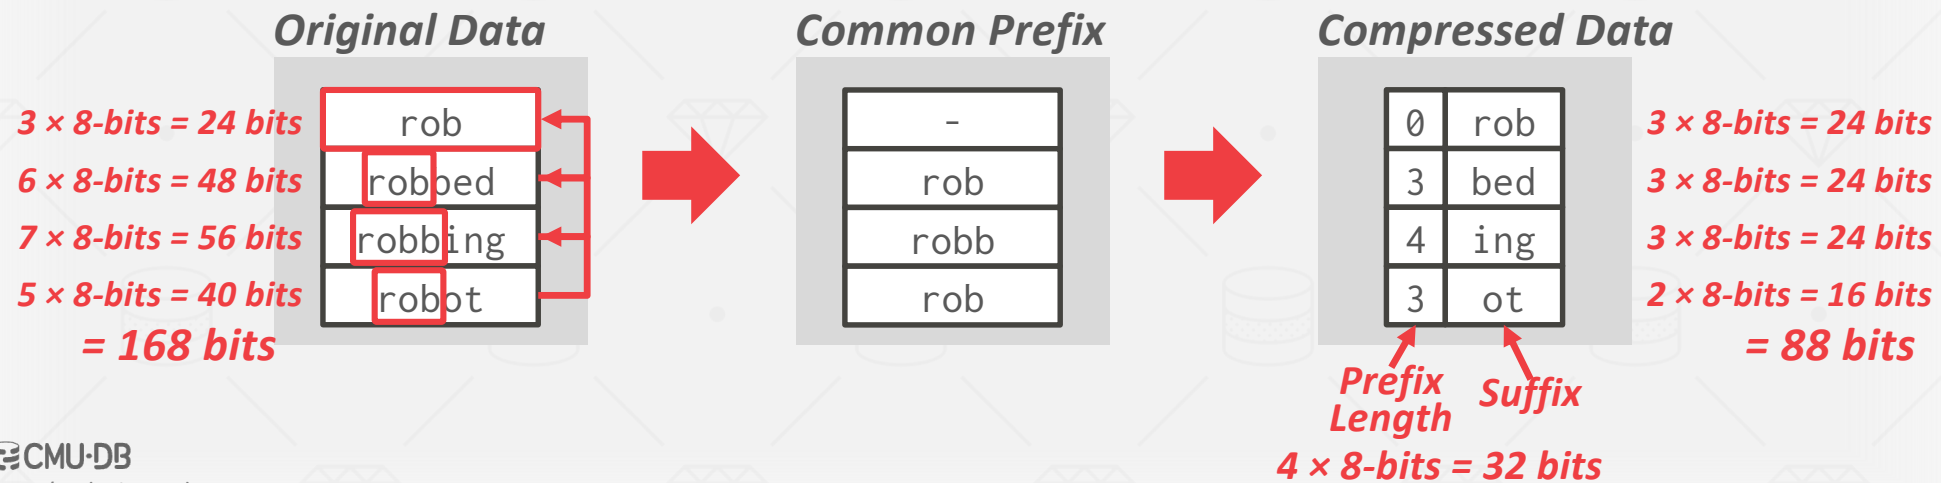 Original Data
3 × 8-bits = 24 bits
6 × 8-bits = 48 bits
7 × 8-bits = 56 bits
5 × 8-bits = 40 bits
= 168 bits
rob
robbed
robbing
robot
Common Prefix
-
rob
robb
rob
Compressed Data
0 rob
3 bed
4 ing
3 ot
3 × 8-bits = 24 bits
3 × 8-bits = 24 bits
3 × 8-bits = 24 bits
2 × 8-bits = 16 bits
= 88 bits
Prefix
Length
Suffix
4 × 8-bits = 32 bits
CMU·DB